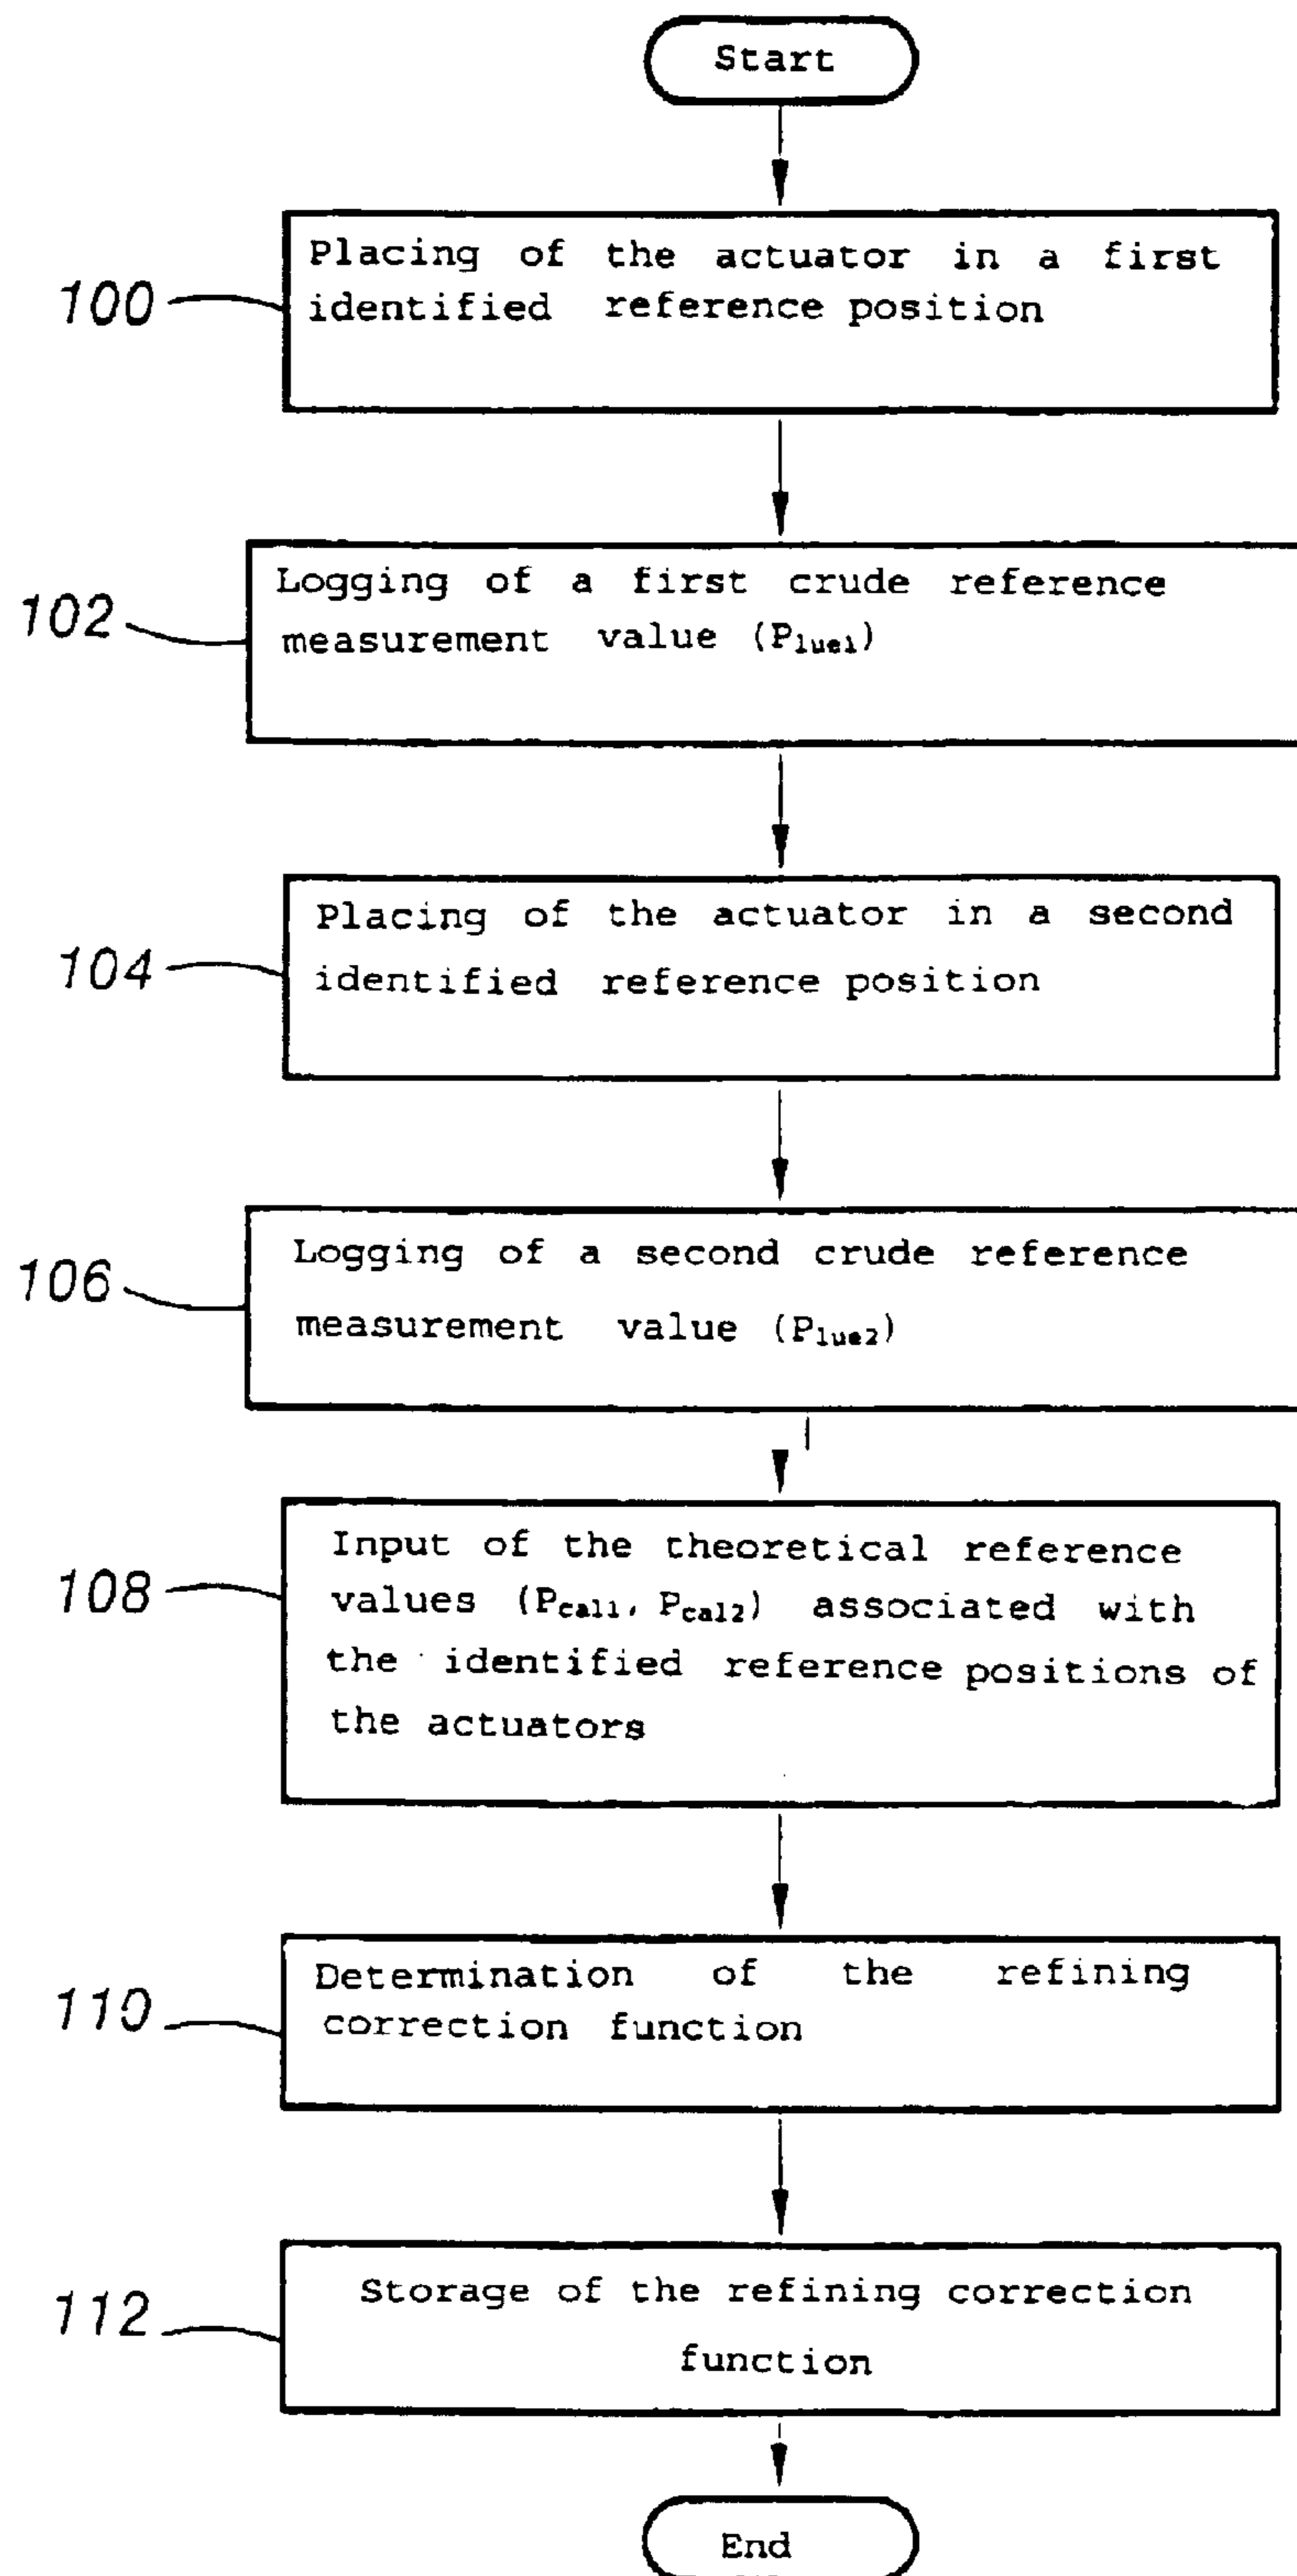 Start
Placing of the actuator in a first
100
identified reference position
Logging of a first crude reference
102
measurement value (Plue1)
Placing of the actuator in a second
104
identified reference position
Logging of a second crude reference
106
measurement value (Plue2)
Input of the theoretical reference
108
values (Pcal1, Pcal2) associated with
the identified reference positions of
the actuators
Determination of the refining
110
correction function
Storage of the refining correction
112
function
End